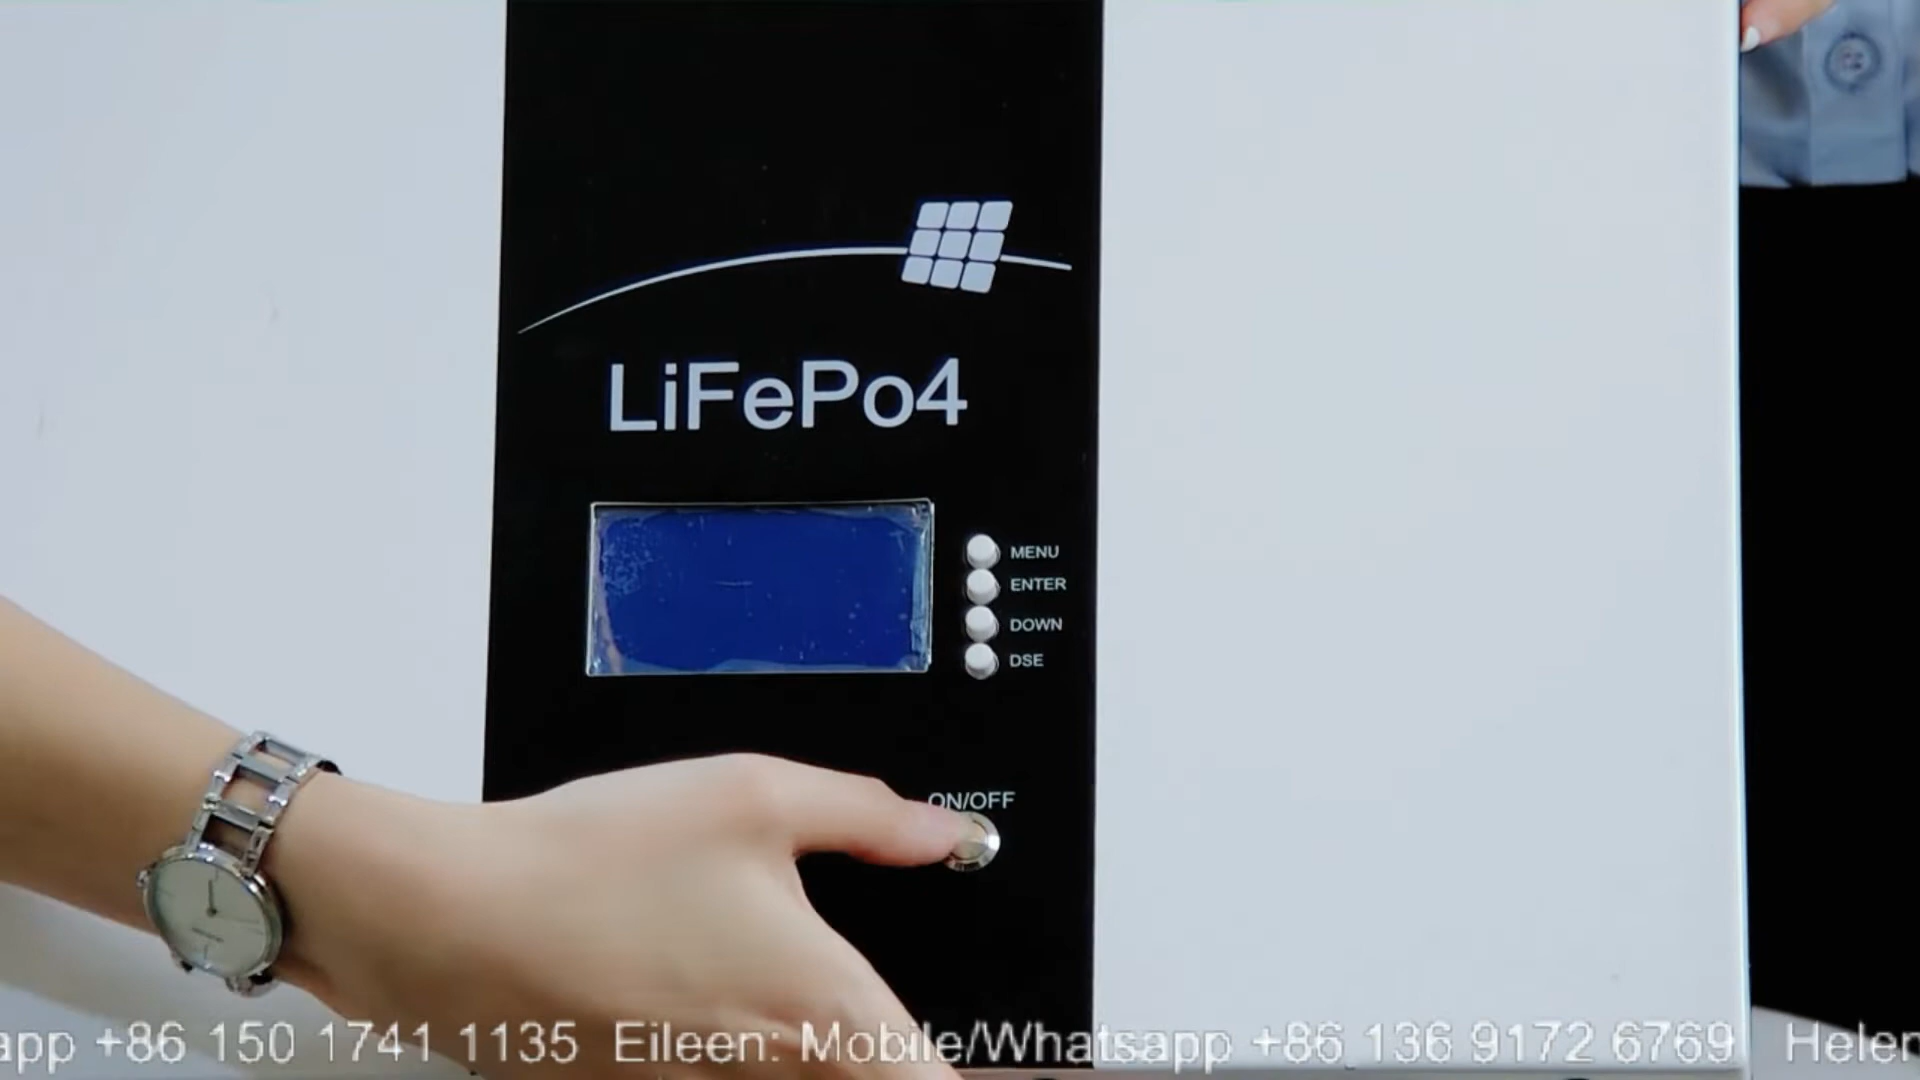 LiFePo4
MENU
ENTER
DOWN
DSE
ON/OFF
app +86 150 1741 1135 Eileen: Mobile/Whatsapp +86 136 9172 6769 Helen